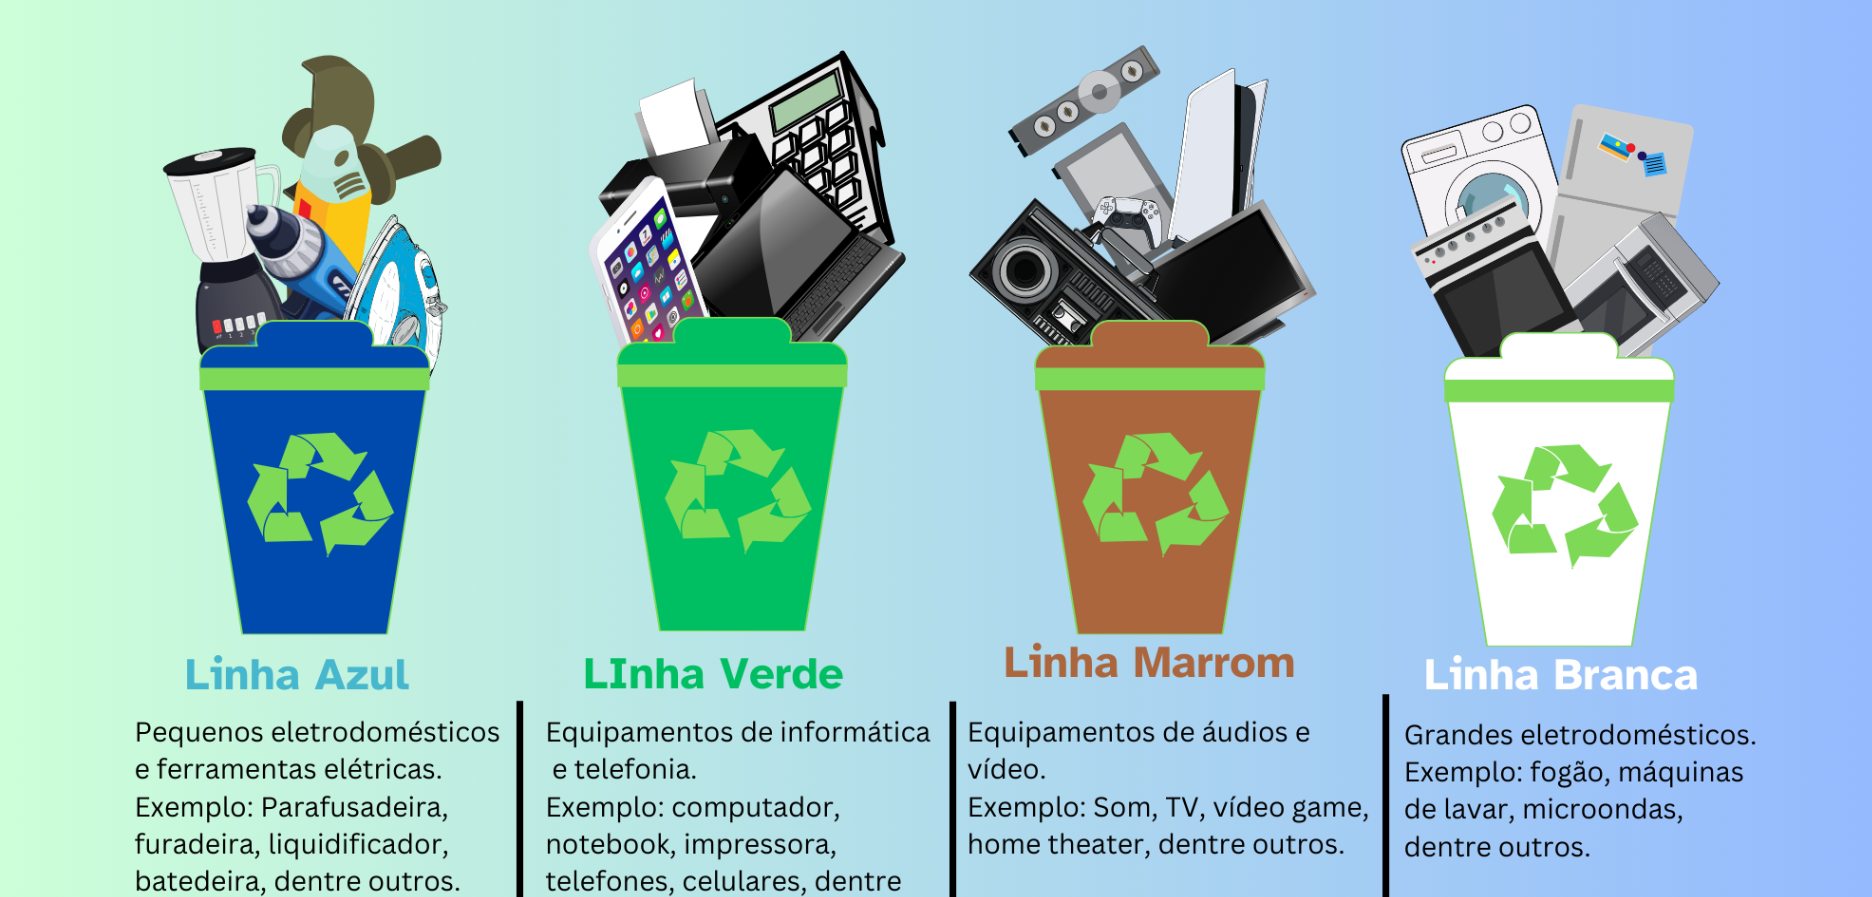 Linha Azul
Pequenos eletrodomésticos
e ferramentas elétricas.
Exemplo: Parafusadeira,
furadeira, liquidificador,
batedeira, dentre outros.
LInha Verde
Equipamentos de informática
e telefonia.
Exemplo: computador,
notebook, impressora,
telefones, celulares, dentre
Linha Marrom
Equipamentos de áudios e
vídeo.
Exemplo: Som, TV, vídeo game,
home theater, dentre outros.
Linha Branca
Grandes eletrodomésticos.
Exemplo: fogão, máquinas
de lavar, microondas,
dentre outros.